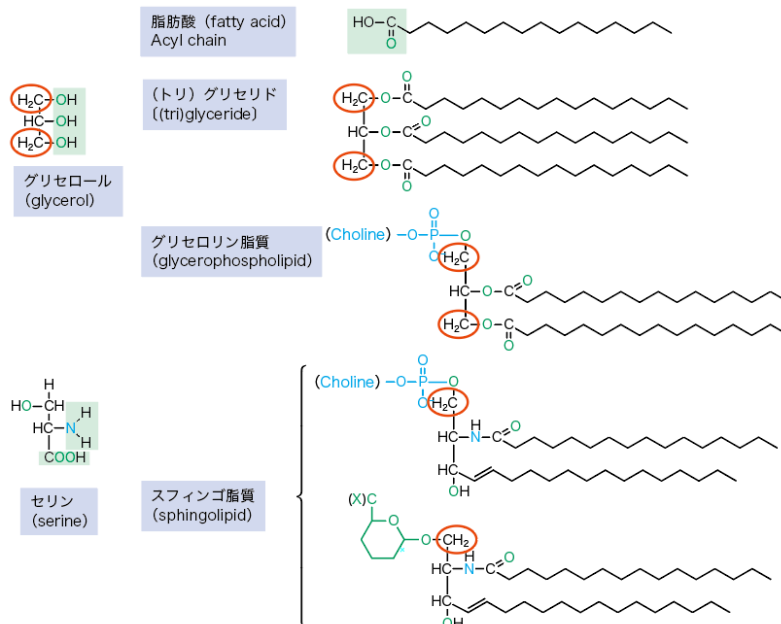 脂肪酸（fatty acid）
Acyl chain
HO
C
O
H₂C
OH
HC
OH
H₂C
OH
グリセロール
（glycerol）
（トリ）グリセリド
〔(tri)glyceride〕
H₂C
O
C
O
HC
O
C
O
H₂C
O
C
O
グリセロリン脂質
（glycerophospholipid）
(Choline)
O
P
O
O
O
H₂C
HC
O
C
O
H₂C
O
C
O
H
HO
CH
H
HC
N
H
COOH
セリン
（serine）
スフィンゴ脂質
（sphingolipid）
(Choline)
O
P
O
O
O
H₂C
H
HC
N
C
O
HC
OH
(X)C
O
O
CH₂
H
HC
N
C
O
HC
OH